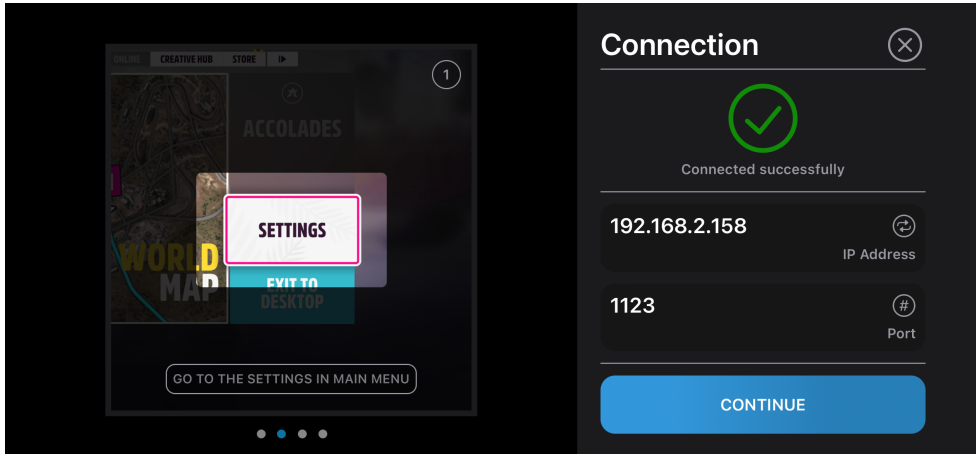 ONLINE CREATIVE HUB STORE
1
ACCOLADES
SETTINGS
WORLD
MAP
EXIT TO
DESKTOP
GO TO THE SETTINGS IN MAIN MENU
Connection
Connected successfully
192.168.2.158
IP Address
1123
#
Port
CONTINUE